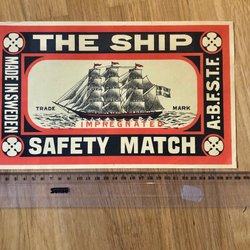 THE SHIP
MADE IN SWEDEN
TRADE MARK
IMPREGNATED
A·B·F·S·T·F.
SAFETY MATCH